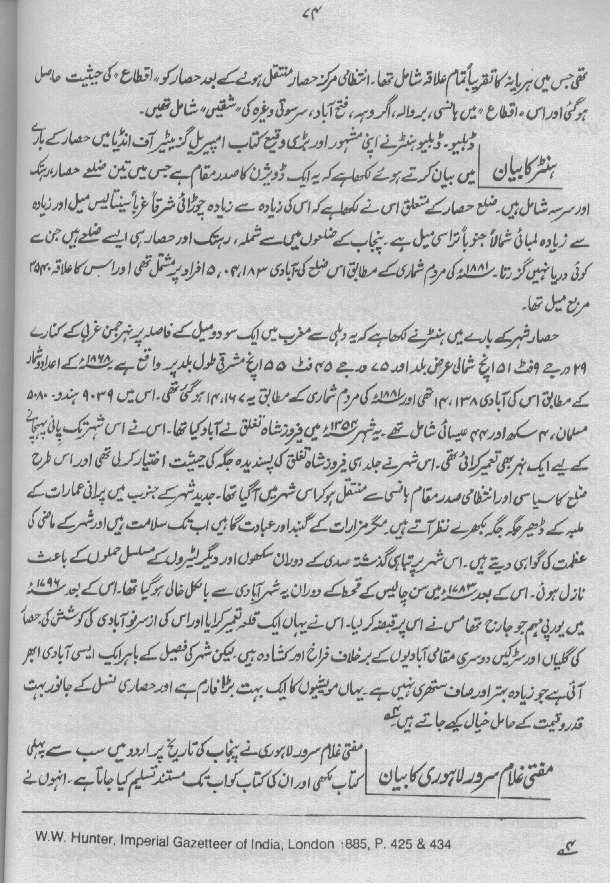 ۷۴
تھی جس میں ہریانہ کا تقریباً تمام علاقہ شامل تھا۔ انتظامی مرکز حصار منتقل ہونے کے بعد حصار کو "اقطاع" کی حیثیت حاصل
ہو گئی اور اس "اقطاع" میں ہانسی، بروالہ، اگروہہ، فتح آباد، سرسوتی وغیرہ کی "شقیں" شامل تھیں۔
ہنٹر کا بیان
ڈبلیو۔ ڈبلیو ہنٹر نے اپنی مشہور اور بڑی وقیع کتاب امپیریل گزیٹیئر آف انڈیا میں حصار کے بارے
میں بیان کرتے ہوئے لکھا ہے کہ یہ ایک ڈویژن کا صدر مقام ہے جس میں تین ضلعے حصار، رہتک
اور سرسہ شامل ہیں۔ ضلع حصار کے متعلق اس نے لکھا ہے کہ اس کی زیادہ سے زیادہ چوڑائی شرقاً غرباً سینتالیس میل اور زیادہ
سے زیادہ لمبائی شمالاً جنوباً تراسی میل ہے۔ پنجاب کے ضلعوں میں سے شملہ، رہتک اور حصار ہی ایسے ضلعے ہیں جن سے
کوئی دریا نہیں گزرتا۔ ۱۸۸۱ء کی مردم شماری کے مطابق اس ضلع کی آبادی ۵,۰۴,۱۸۳ افراد پر مشتمل تھی اور اس کا علاقہ ۳۵۴۰
مربع میل تھا۔
حصار شہر کے بارے میں ہنٹر نے لکھا ہے کہ یہ دہلی سے مغرب میں ایک سو دو میل کے فاصلہ پر نہر جمن غربی کے کنارے
۲۹ درجے ۹ فٹ ۵۱ انچ شمالی عرض بلد اور ۷۵ درجے ۴۵ فٹ ۵۵ انچ مشرقی طول بلد پر واقع ہے ۱۸۶۸ء کے اعداد و شمار
کے مطابق اس کی آبادی ۱۴,۱۳۸ تھی اور ۱۸۸۱ء کی مردم شماری کے مطابق یہ ۱۴,۱۶۷ ہو گئی تھی۔ اس میں ۹۰۳۹ ہندو، ۵۰۸۰
مسلمان، ۴ سکھ اور ۴۴ عیسائی شامل تھے۔ یہ شہر ۱۳۵۴ء میں فیروز شاہ تغلق نے آباد کیا تھا۔ اس نے اس شہر تک پانی پہنچانے
کے لیے ایک نہر بھی تعمیر کرائی تھی۔ اس شہر نے جلد ہی فیروز شاہ تغلق کی پسندیدہ جگہ کی حیثیت اختیار کر لی تھی اور اس طرح
ضلع کا سیاسی اور انتظامی صدر مقام ہانسی سے منتقل ہو کر اس شہر میں آ گیا تھا۔ جدید شہر کے جنوب میں پرانی عمارات کے
ملبہ کے ڈھیر جگہ جگہ بکھرے نظر آتے ہیں۔ مگر مزارات کے گنبد اور عبادت گاہیں اب تک سلامت ہیں اور شہر کے ماضی کی
عظمت کی گواہی دیتے ہیں۔ اس شہر پر تباہی گذشتہ صدی کے دوران سکھوں اور دیگر لٹیروں کے مسلسل حملوں کے باعث
نازل ہوئی۔ اس کے بعد ۱۷۸۳ء میں سن چالیس کے قحط کے دوران یہ شہر آبادی سے بالکل خالی ہو گیا تھا۔ اس کے بعد ۱۷۹۶ء
میں یورپی مہم جو جارج تھامس نے اس پر قبضہ کر لیا۔ اس نے یہاں ایک قلعہ تعمیر کرایا اور اس کی از سر نو آبادی کی کوشش کی حصار
کی گلیاں اور سڑکیں دوسری مقامی آبادیوں کے برخلاف فراخ اور کشادہ ہیں۔ لیکن شہر کی فصیل کے باہر ایک ایسی آبادی ابھر
آئی ہے جو زیادہ بہتر اور صاف ستھری نہیں ہے۔ یہاں مویشیوں کا ایک بہت بڑا فارم ہے اور حصاری نسل کے جانور بہت
قدر و قیمت کے حامل خیال کیے جاتے ہیں ۴؎
مفتی غلام سرور لاہوری کا بیان
مفتی غلام سرور لاہوری نے پنجاب کی تاریخ پر اردو میں سب سے پہلی
کتاب لکھی اور ان کی کتاب کو اب تک مستند تسلیم کیا جاتا ہے۔ انہوں نے
W.W. Hunter, Imperial Gazetteer of India, London 1885, P. 425 & 434 ۴؎